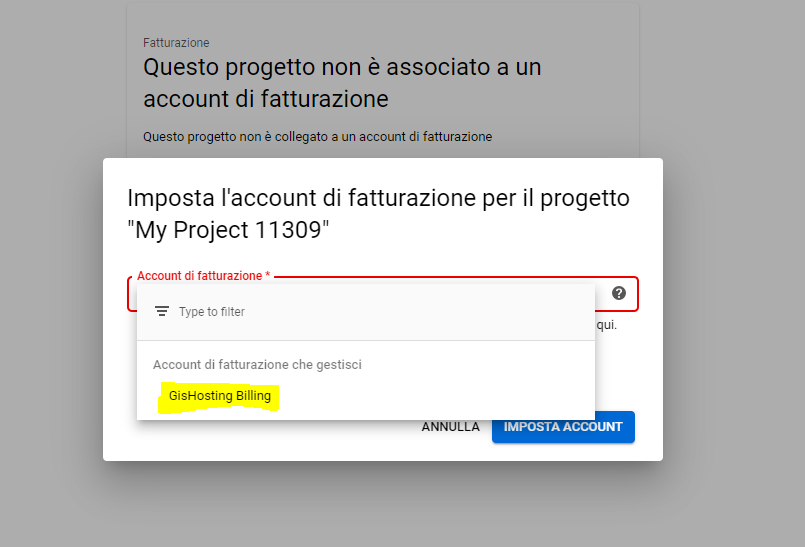 Fatturazione
Questo progetto non è associato a un
account di fatturazione
Questo progetto non è collegato a un account di fatturazione
Imposta l'account di fatturazione per il progetto
"My Project 11309"
Account di fatturazione *
Type to filter
qui.
Account di fatturazione che gestisci
GisHosting Billing
ANNULLA
IMPOSTA ACCOUNT